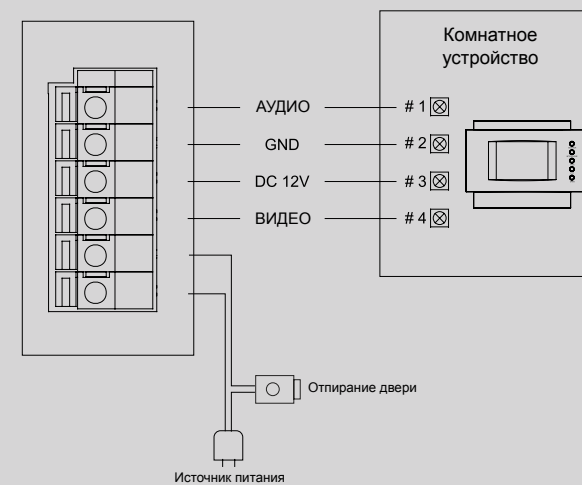 Комнатное
устройство
АУДИО # 1
GND # 2
DC 12V # 3
ВИДЕО # 4
Отпирание двери
Источник питания